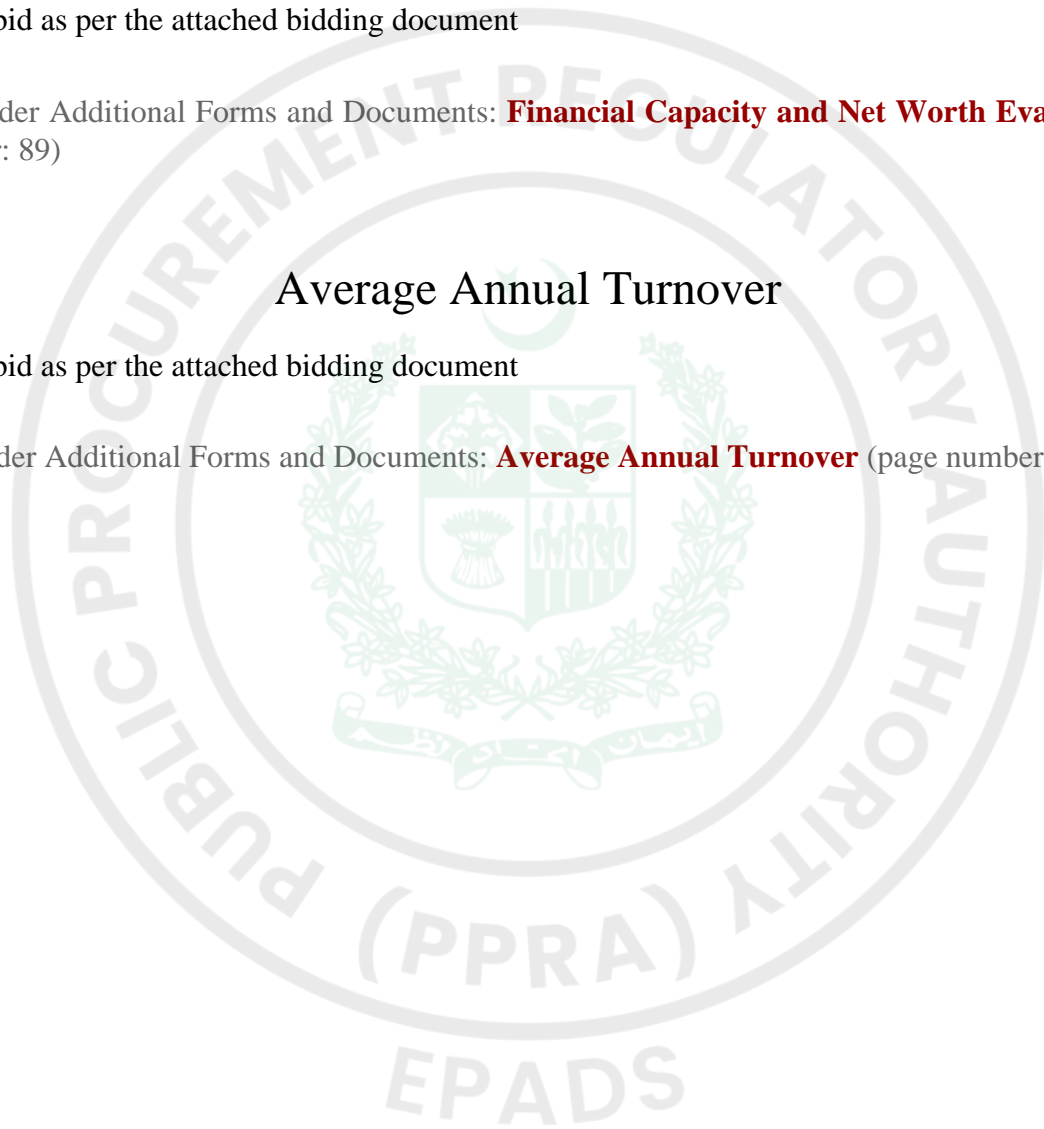 bid as per the attached bidding document
der Additional Forms and Documents: Financial Capacity and Net Worth Eva
: 89)
Average Annual Turnover
bid as per the attached bidding document
der Additional Forms and Documents: Average Annual Turnover (page number
PUBLIC PROCUREMENT REGULATORY AUTHORITY
(PPRA)
EPADS